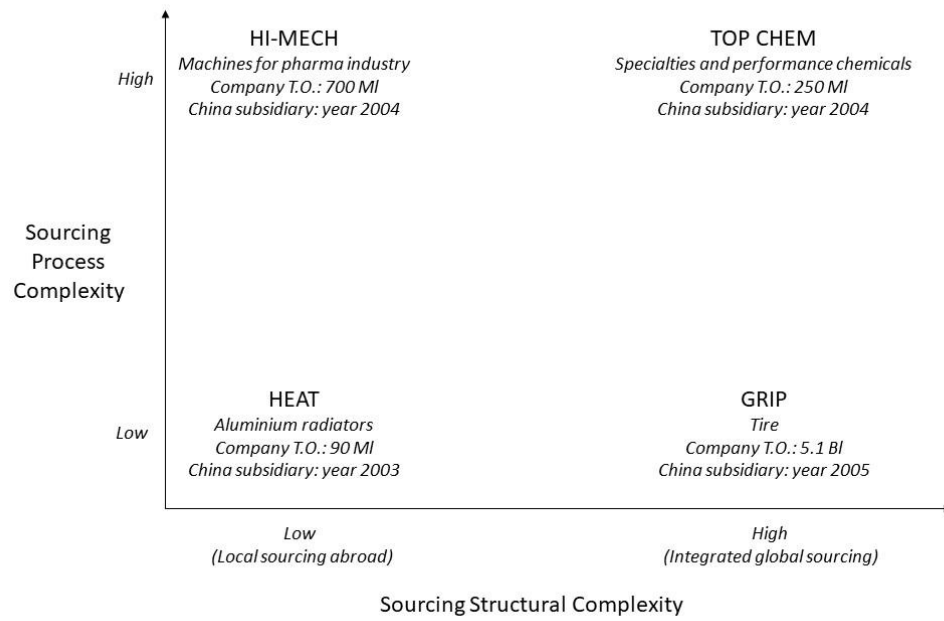 HI-MECH
Machines for pharma industry
Company T.O.: 700 Ml
China subsidiary: year 2004
TOP CHEM
Specialties and performance chemicals
Company T.O.: 250 Ml
China subsidiary: year 2004
High
Sourcing
Process
Complexity
HEAT
Aluminium radiators
Company T.O.: 90 Ml
China subsidiary: year 2003
GRIP
Tire
Company T.O.: 5.1 Bl
China subsidiary: year 2005
Low
Low
(Local sourcing abroad)
High
(Integrated global sourcing)
Sourcing Structural Complexity